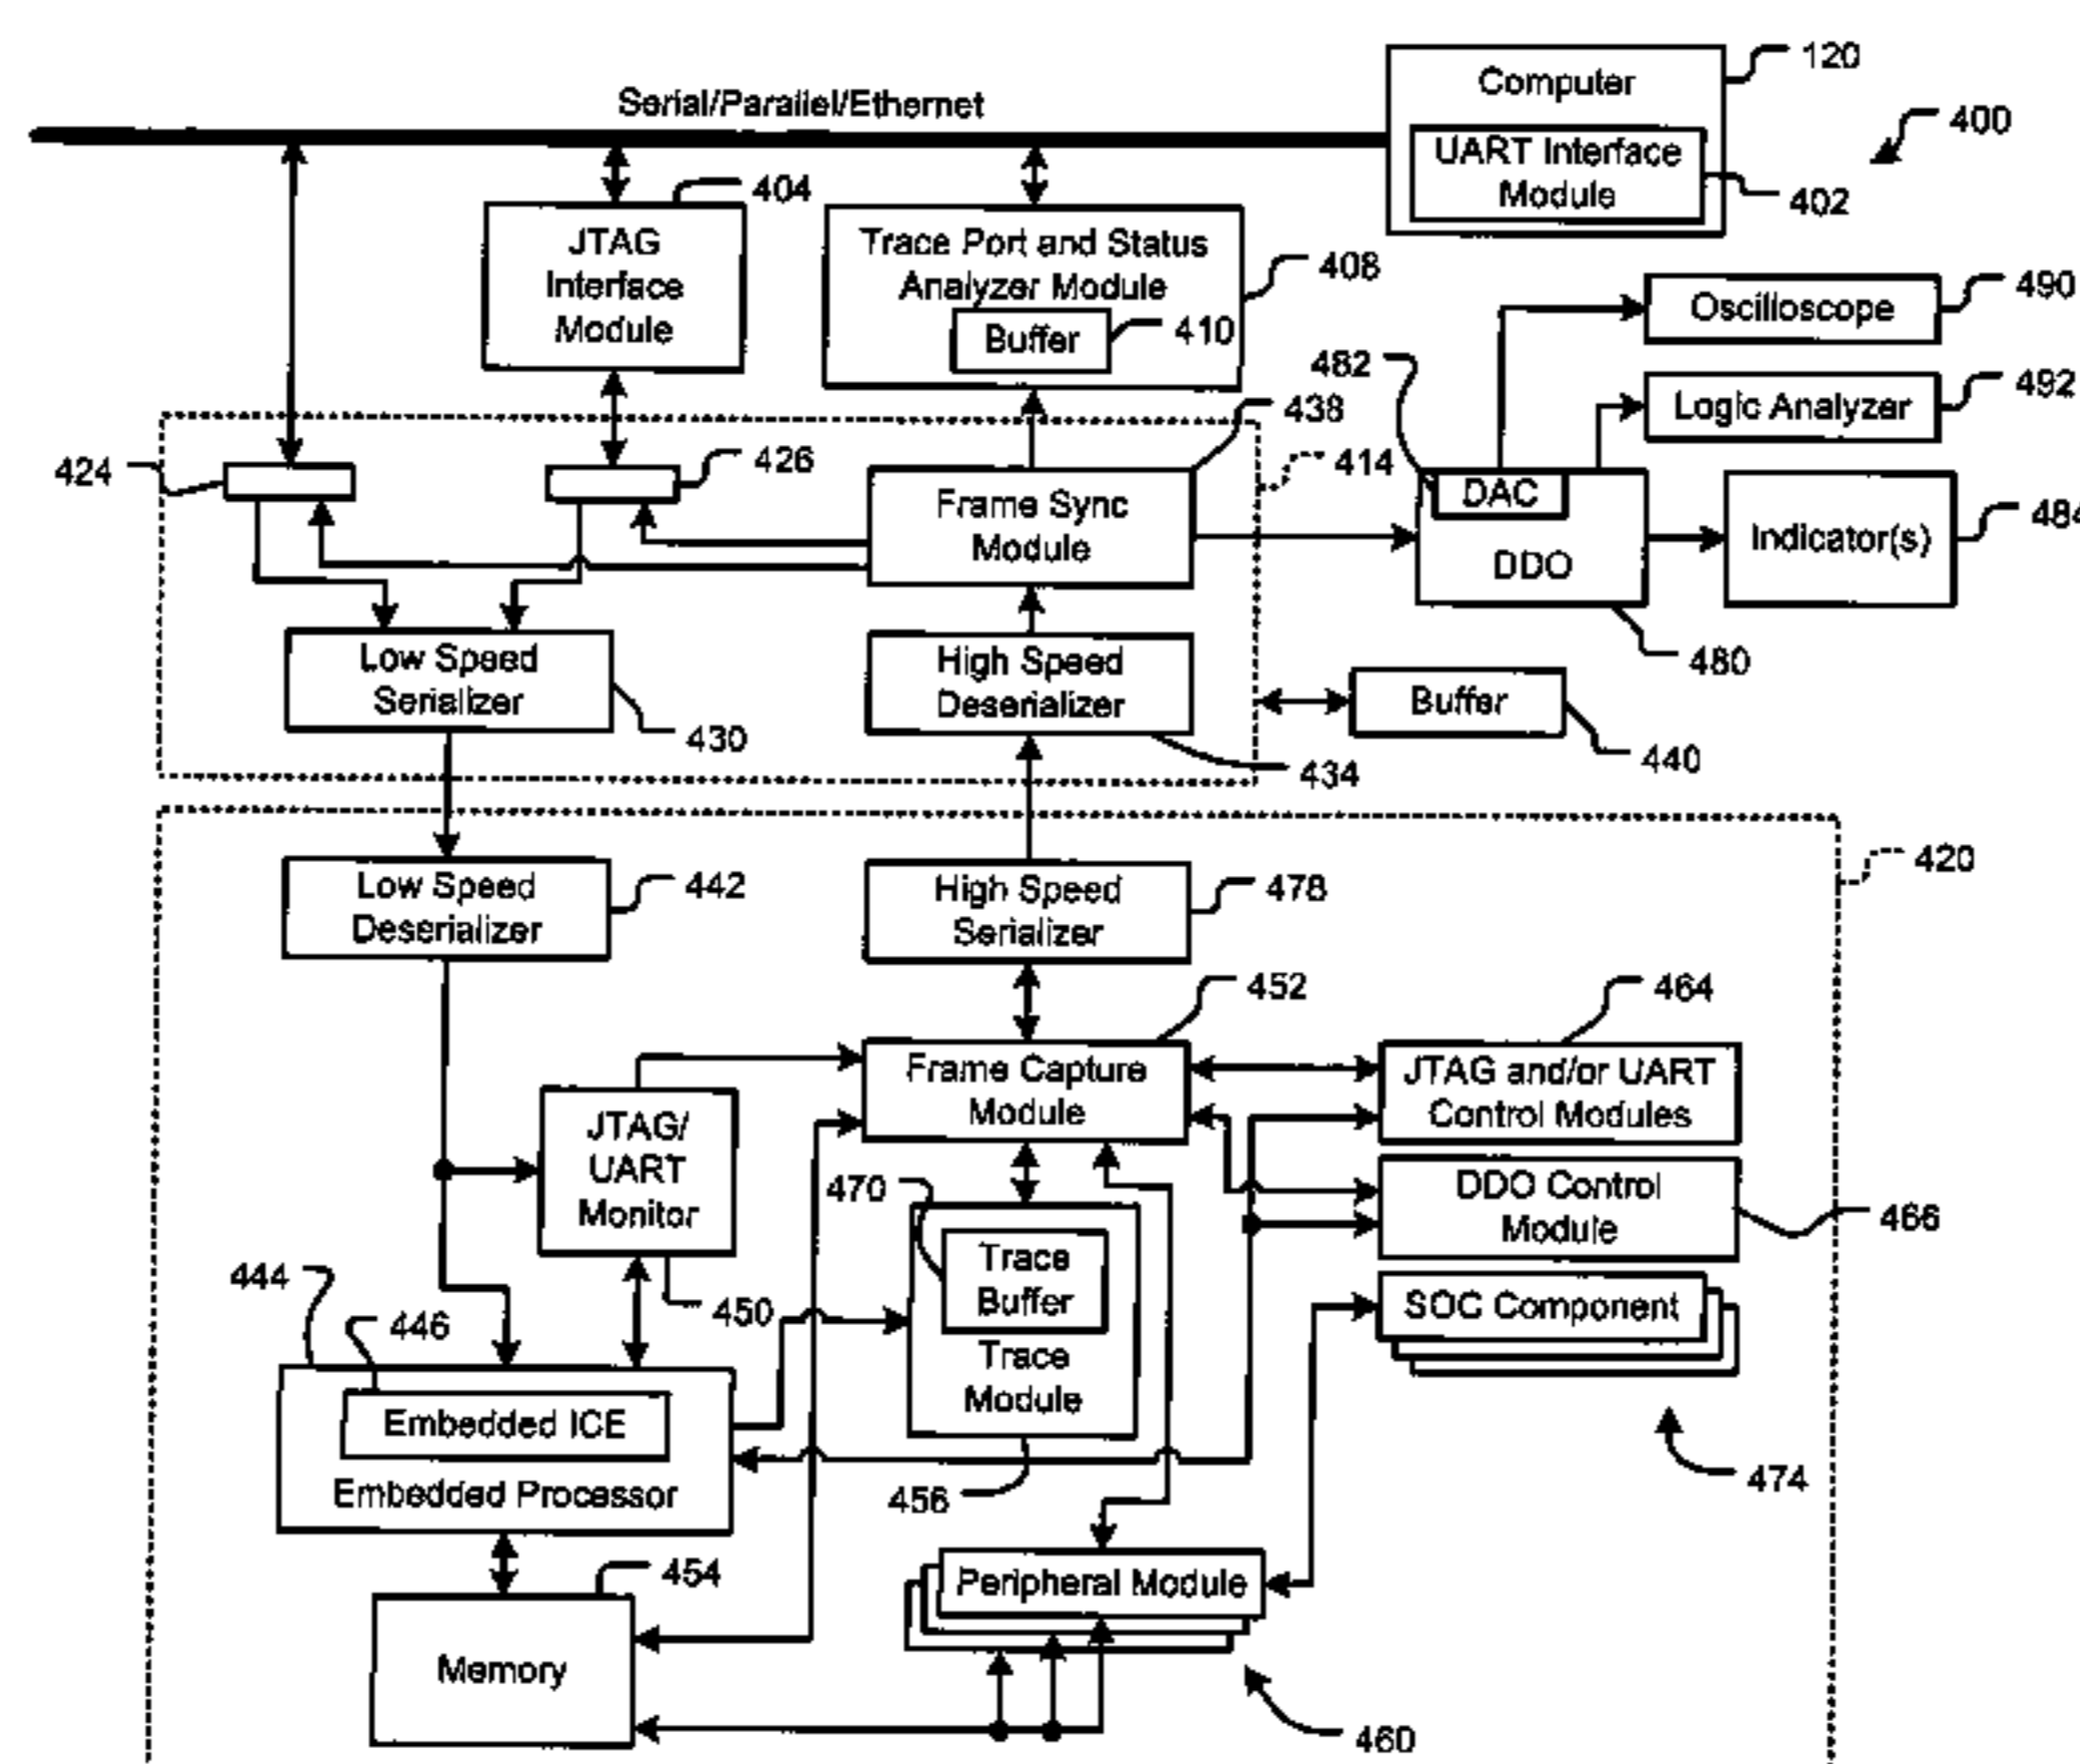 Serial/Parallel/Ethernet
Computer
120
400
UART Interface
Module
402
404
JTAG
Interface
Module
Trace Port and Status
Analyzer Module
408
Buffer
410
Oscilloscope
490
482
Logic Analyzer
492
438
424
426
414
DAC
DDO
Frame Sync
Module
Indicator(s)
484
480
Low Speed
Serializer
430
High Speed
Deserializer
434
Buffer
440
420
Low Speed
Deserializer
442
High Speed
Serializer
478
452
464
Frame Capture
Module
JTAG and/or UART
Control Modules
JTAG/
UART
Monitor
450
470
DDO Control
Module
466
Trace
Buffer
Trace
Module
456
SOC Component
474
444
446
Embedded ICE
Embedded Processor
454
Memory
Peripheral Module
460